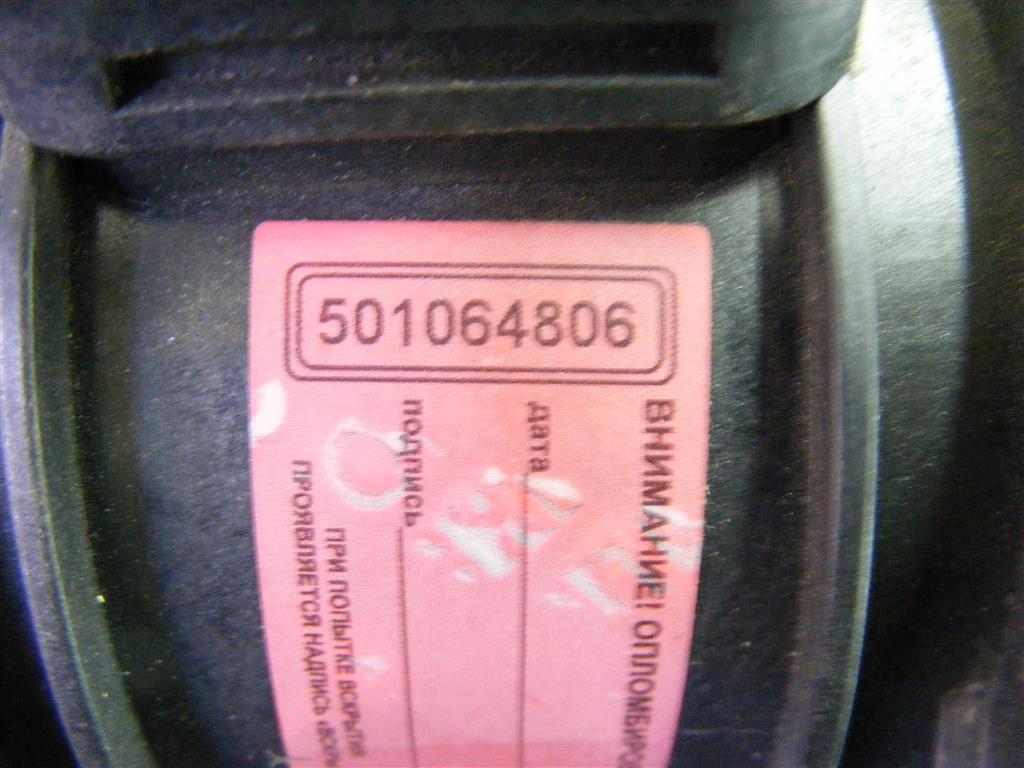 501064806
ВНИМАНИЕ! ОПЛОМБИРО
дата
подпись
ПРИ ПОПЫТКЕ ВСКРЫТИЯ
ПРОЯВЛЯЕТСЯ НАДПИСЬ